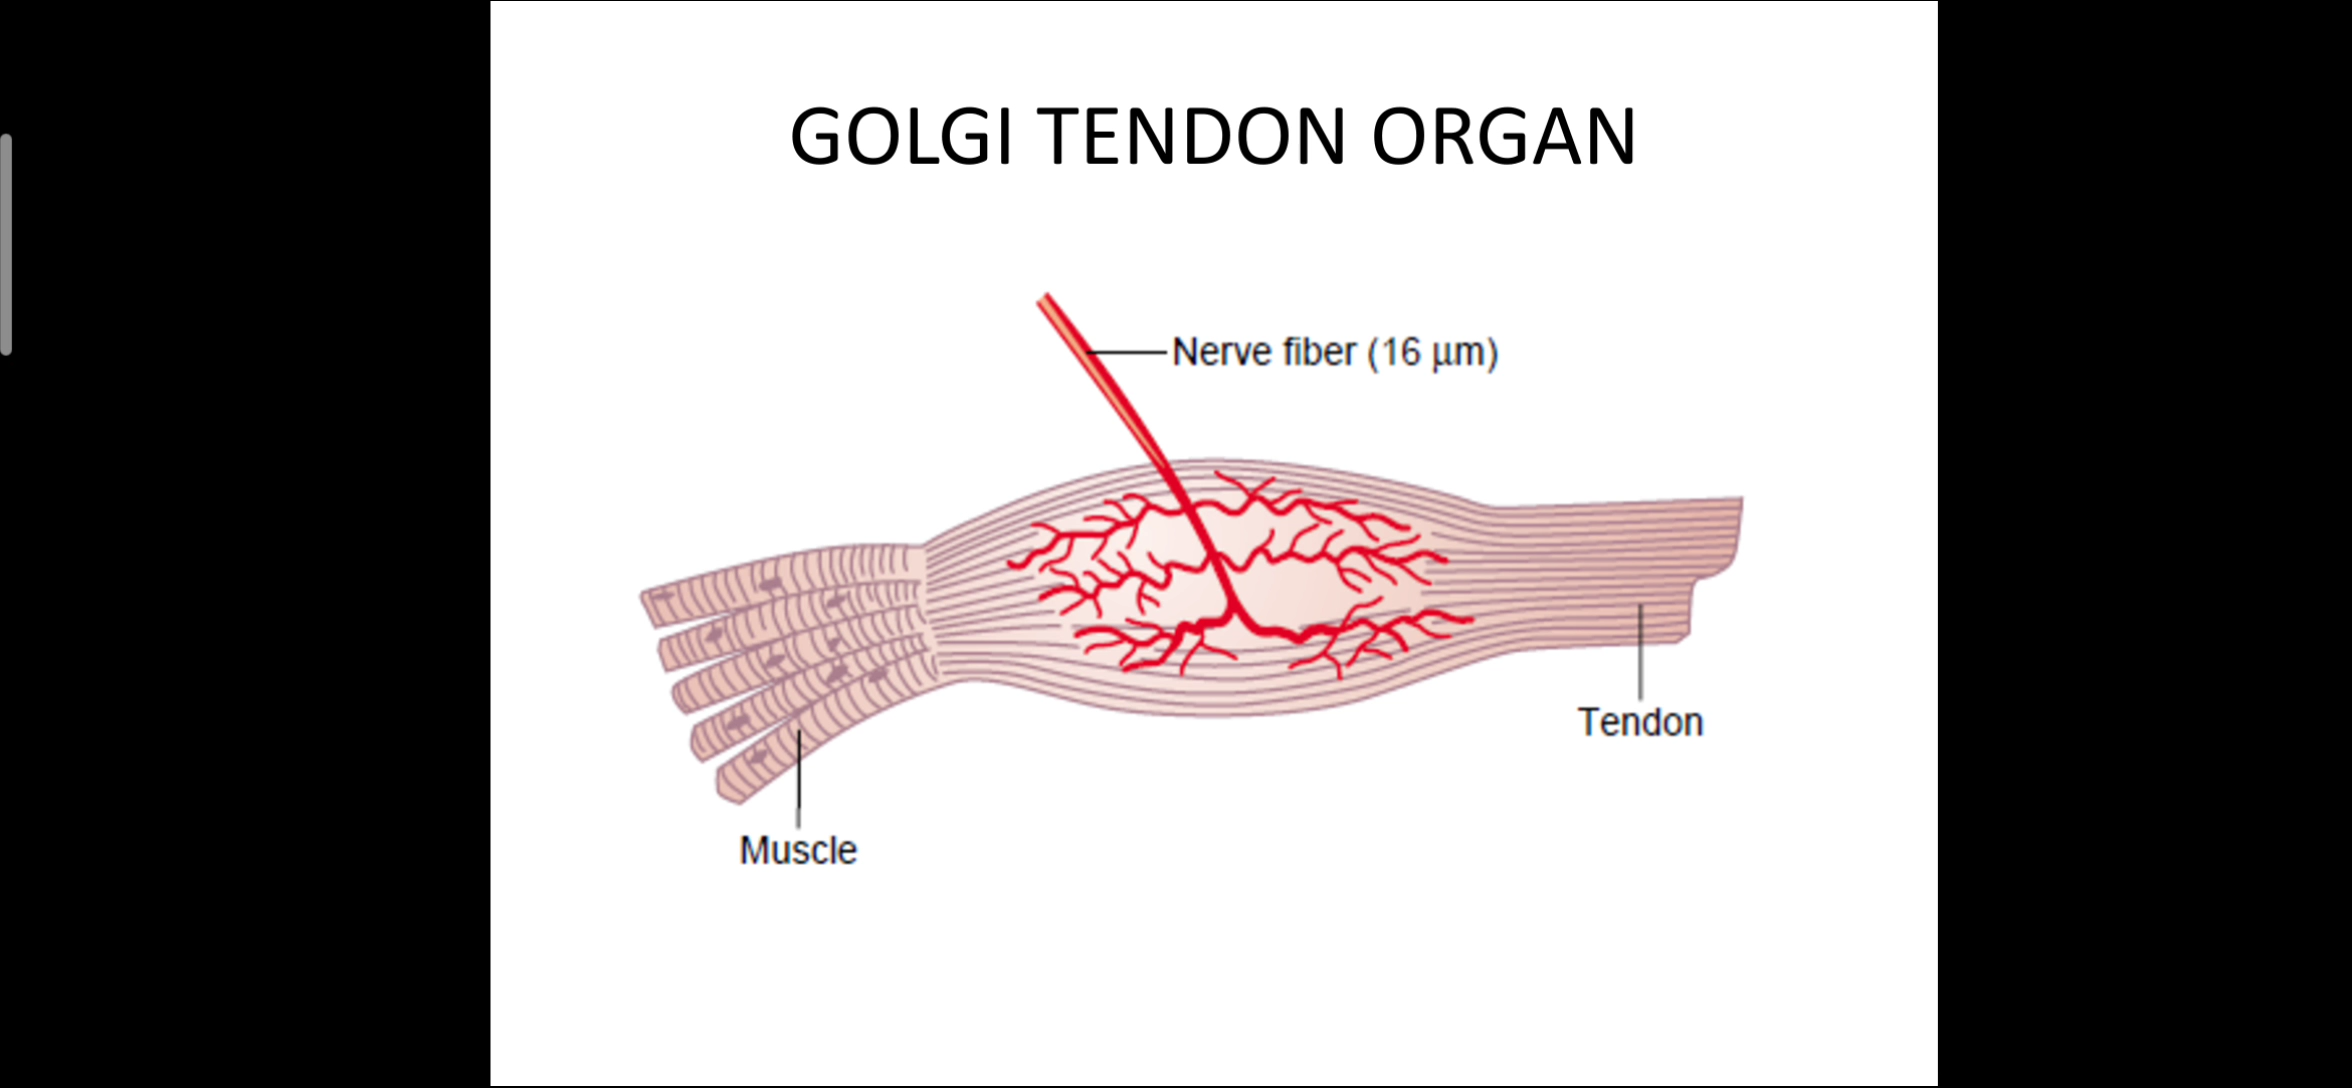 GOLGI TENDON ORGAN
Nerve fiber (16 μm)
Tendon
Muscle